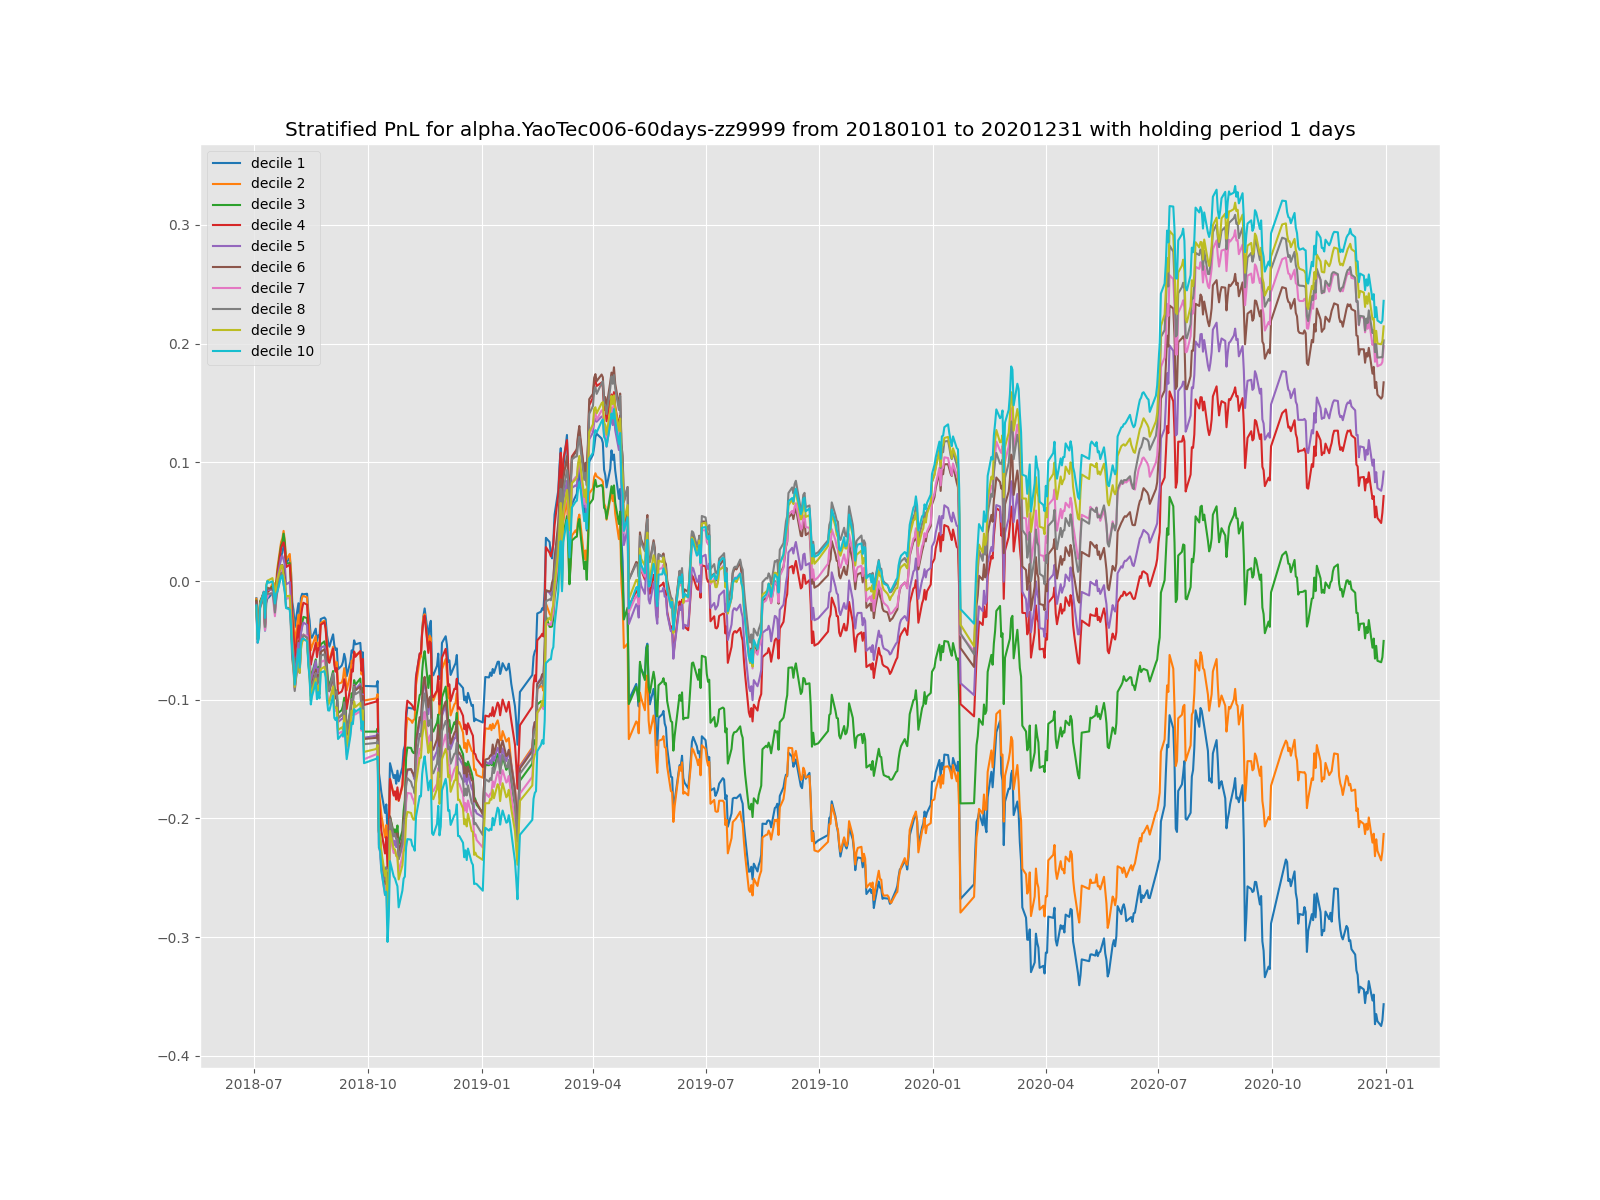 Stratified PnL for alpha.YaoTec006-60days-zz9999 from 20180101 to 20201231 with holding period 1 days
decile 1
decile 2
decile 3
decile 4
decile 5
decile 6
decile 7
decile 8
decile 9
decile 10
0.3
0.2
0.1
0.0
−0.1
−0.2
−0.3
−0.4
2018-07 2018-10 2019-01 2019-04 2019-07 2019-10 2020-01 2020-04 2020-07 2020-10 2021-01